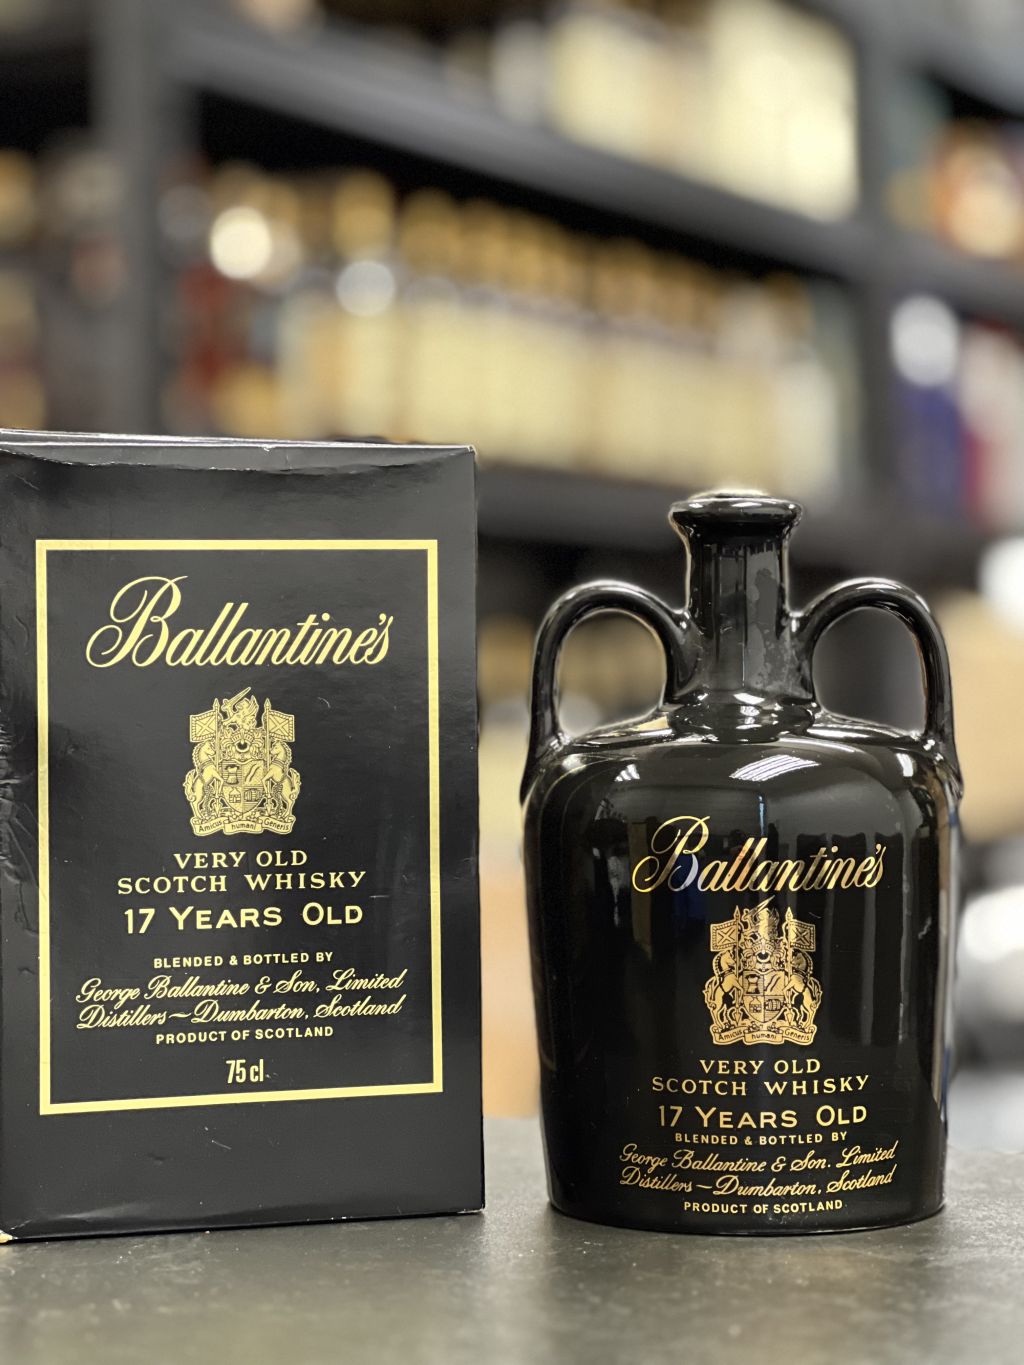 Ballantine's
Amicus humani Generis
VERY OLD
SCOTCH WHISKY
17 YEARS OLD
BLENDED & BOTTLED BY
George Ballantine & Son, Limited
Distillers—Dumbarton, Scotland
PRODUCT OF SCOTLAND
75 cl
Ballantine's
Amicus humani Generis
VERY OLD
SCOTCH WHISKY
17 YEARS OLD
BLENDED & BOTTLED BY
George Ballantine & Son. Limited
Distillers—Dumbarton, Scotland
PRODUCT OF SCOTLAND